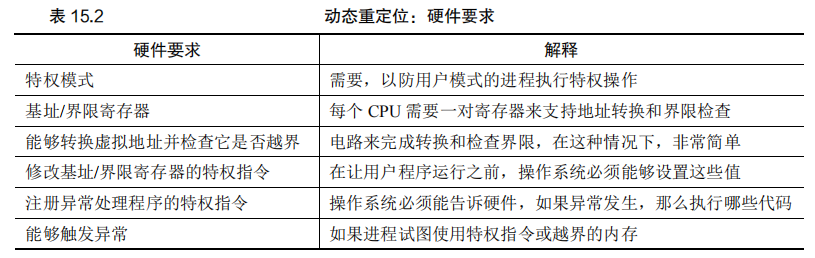 表 15.2 动态重定位：硬件要求
硬件要求 解释
特权模式 需要，以防用户模式的进程执行特权操作
基址/界限寄存器 每个 CPU 需要一对寄存器来支持地址转换和界限检查
能够转换虚拟地址并检查它是否越界 电路来完成转换和检查界限，在这种情况下，非常简单
修改基址/界限寄存器的特权指令 在让用户程序运行之前，操作系统必须能够设置这些值
注册异常处理程序的特权指令 操作系统必须能告诉硬件，如果异常发生，那么执行哪些代码
能够触发异常 如果进程试图使用特权指令或越界的内存